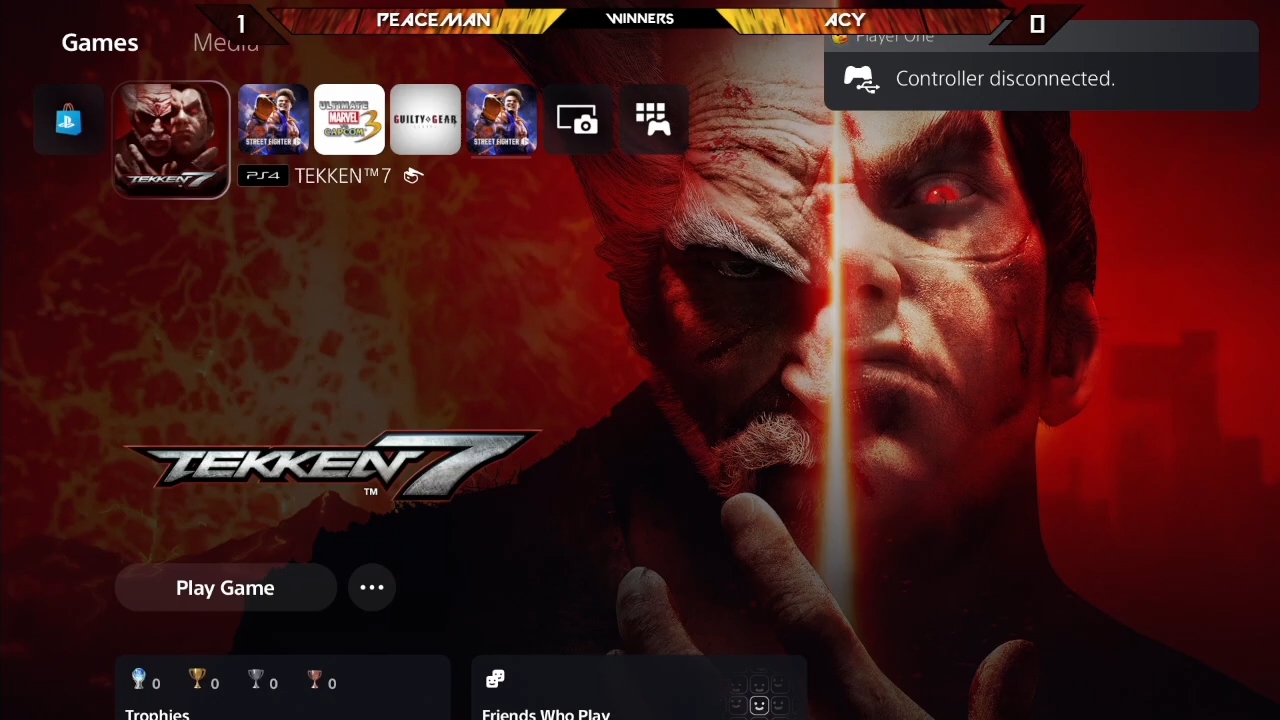 1 PEACEMAN WINNERS ACY 0
Games Media
Player One
Controller disconnected.
TEKKEN 7
STREET FIGHTER 6
ULTIMATE MARVEL VS CAPCOM 3
GUILTY GEAR
STREET FIGHTER 6
PS4 TEKKEN™7
TEKKEN 7
TM
Play Game
0 0 0 0
Trophies
Friends Who Play